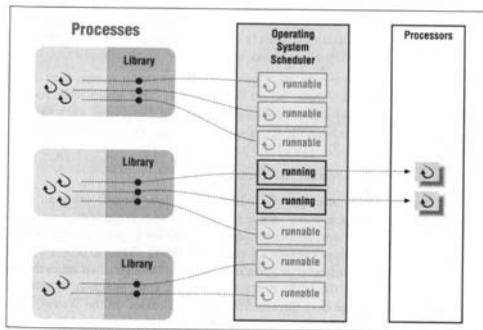 Processes
Library
Library
Library
Operating
System
Scheduler
runnable
runnable
runnable
running
running
runnable
runnable
runnable
Processors